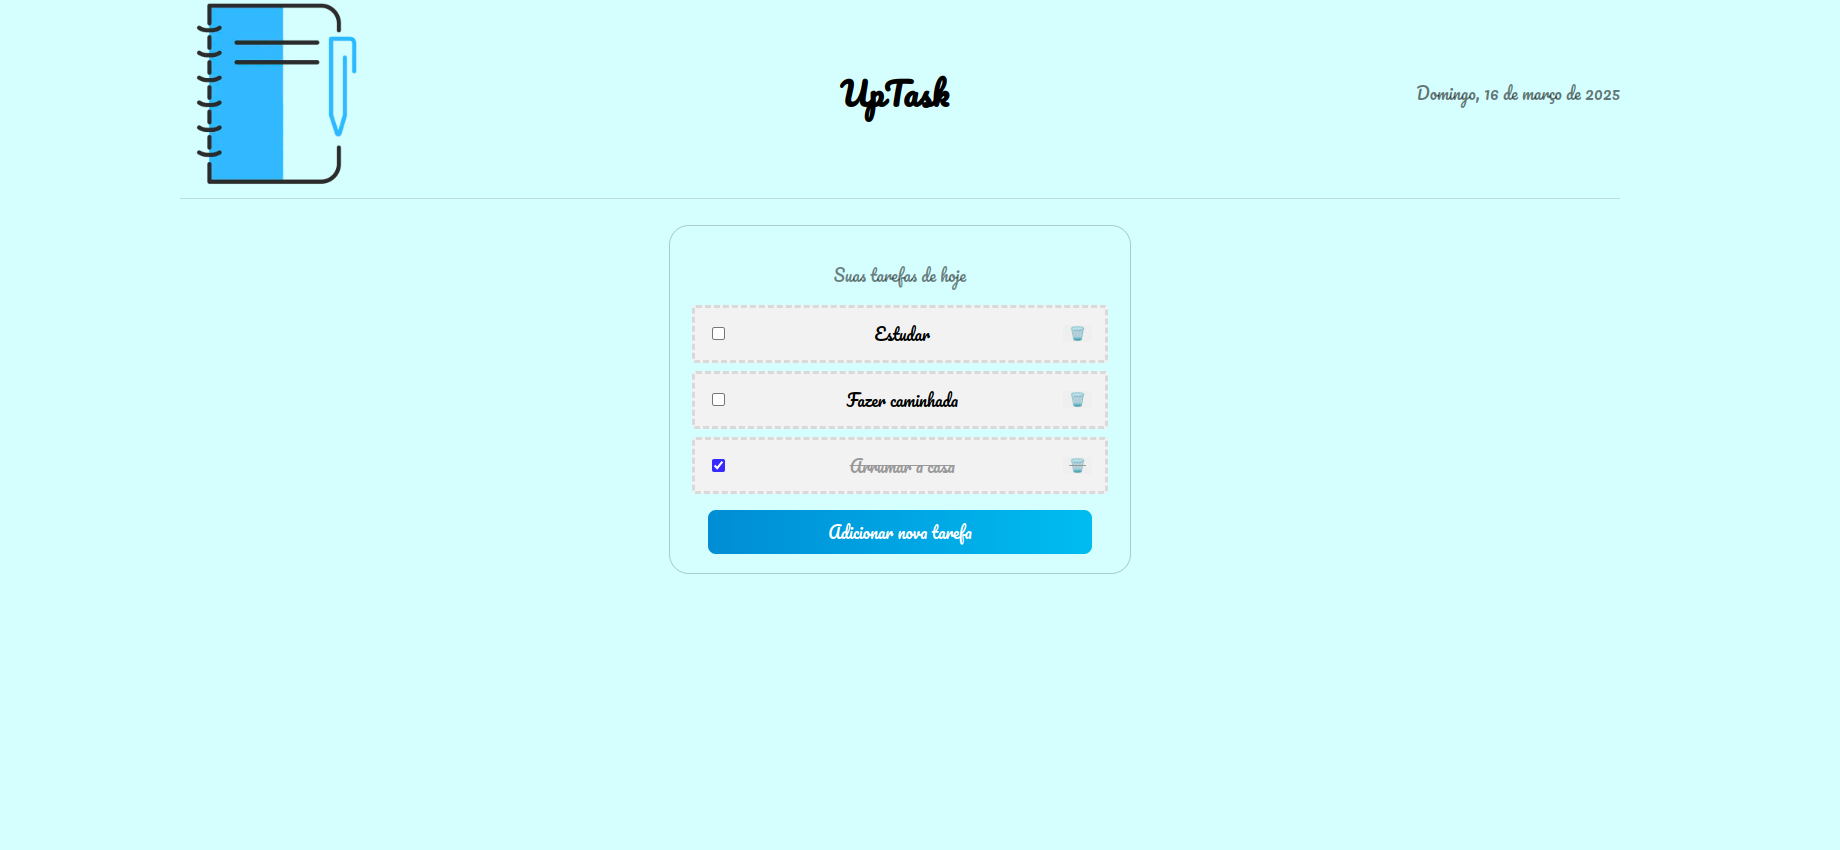 UpTask
Domingo, 16 de março de 2025
Suas tarefas de hoje
Estudar
Fazer caminhada
Arrumar a casa
Adicionar nova tarefa